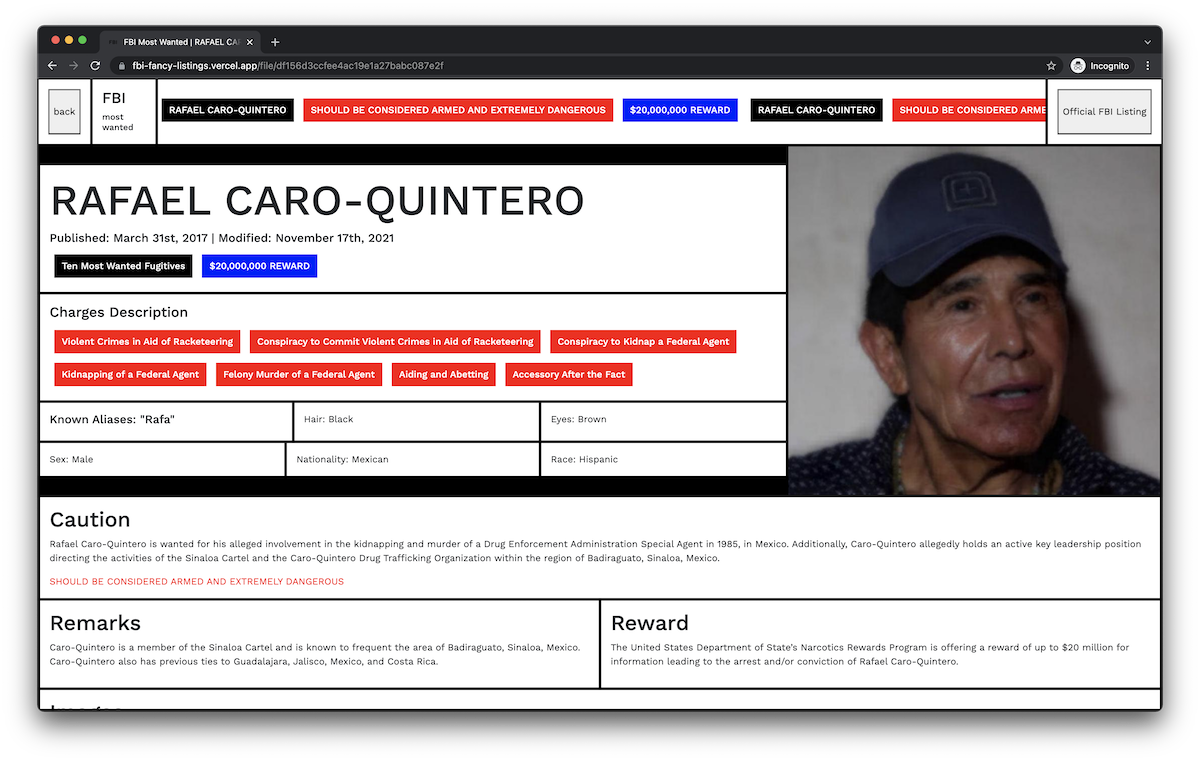 FBI Most Wanted | RAFAEL CA
fbi-fancy-listings.vercel.app/file/df156d3ccfee4ac19e1a27babc087e2f
Incognito
back
FBI
most
wanted
RAFAEL CARO-QUINTERO
SHOULD BE CONSIDERED ARMED AND EXTREMELY DANGEROUS
$20,000,000 REWARD
RAFAEL CARO-QUINTERO
SHOULD BE CONSIDERED ARME
Official FBI Listing
RAFAEL CARO-QUINTERO
Published: March 31st, 2017 | Modified: November 17th, 2021
Ten Most Wanted Fugitives
$20,000,000 REWARD
Charges Description
Violent Crimes in Aid of Racketeering
Conspiracy to Commit Violent Crimes in Aid of Racketeering
Conspiracy to Kidnap a Federal Agent
Kidnapping of a Federal Agent
Felony Murder of a Federal Agent
Aiding and Abetting
Accessory After the Fact
Known Aliases: "Rafa"
Hair: Black
Eyes: Brown
Sex: Male
Nationality: Mexican
Race: Hispanic
Caution
Rafael Caro-Quintero is wanted for his alleged involvement in the kidnapping and murder of a Drug Enforcement Administration Special Agent in 1985, in Mexico. Additionally, Caro-Quintero allegedly holds an active key leadership position
directing the activities of the Sinaloa Cartel and the Caro-Quintero Drug Trafficking Organization within the region of Badiraguato, Sinaloa, Mexico.
SHOULD BE CONSIDERED ARMED AND EXTREMELY DANGEROUS
Remarks
Caro-Quintero is a member of the Sinaloa Cartel and is known to frequent the area of Badiraguato, Sinaloa, Mexico.
Caro-Quintero also has previous ties to Guadalajara, Jalisco, Mexico, and Costa Rica.
Reward
The United States Department of State's Narcotics Rewards Program is offering a reward of up to $20 million for
information leading to the arrest and/or conviction of Rafael Caro-Quintero.